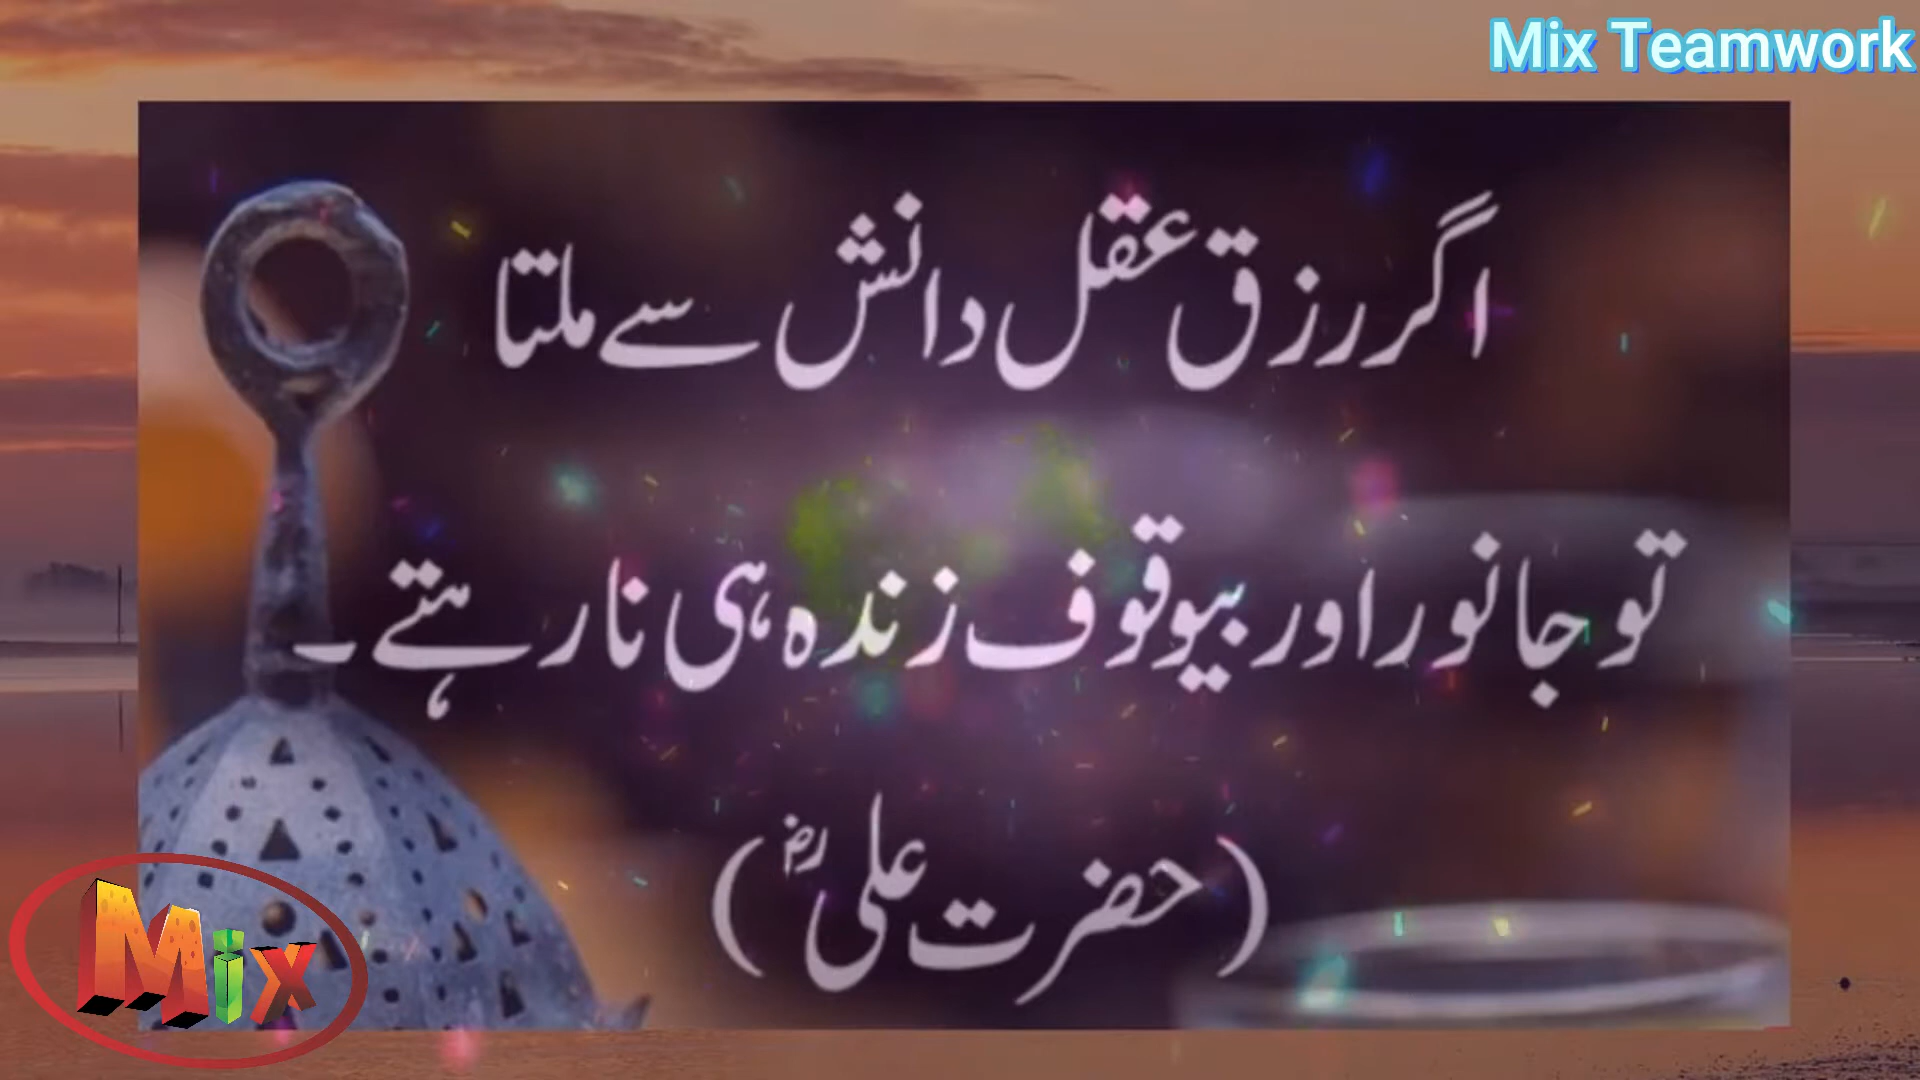 Mix Teamwork
اگر رزق عقل دانش سے ملتا
تو جانور اور بیوقوف زندہ ہی نا رہتے ۔
(حضرت علی رض)
Mix